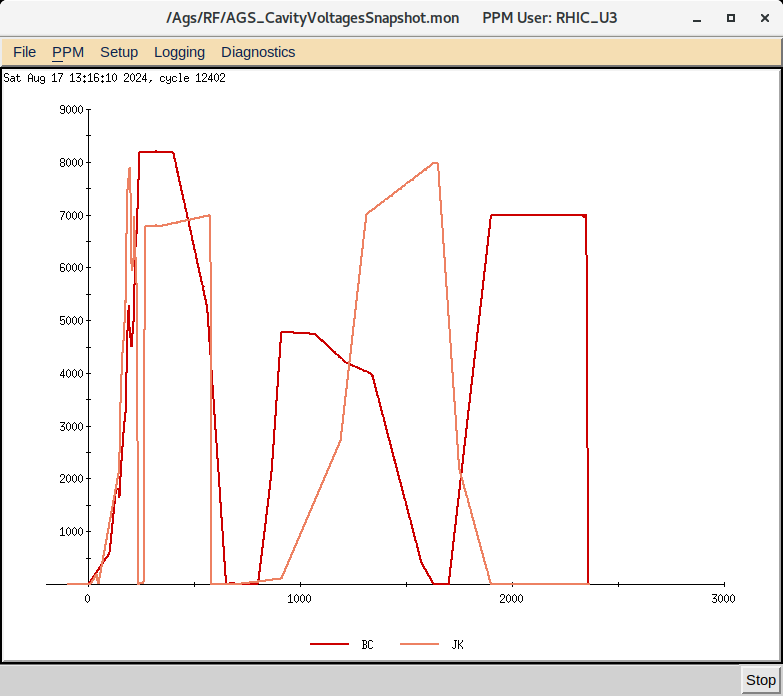 /Ags/RF/AGS_CavityVoltagesSnapshot.mon PPM User: RHIC_U3
File PPM Setup Logging Diagnostics
Sat Aug 17 13:16:10 2024, cycle 12402
9000
8000
7000
6000
5000
4000
3000
2000
1000
0 1000 2000 3000
BC JK
Stop